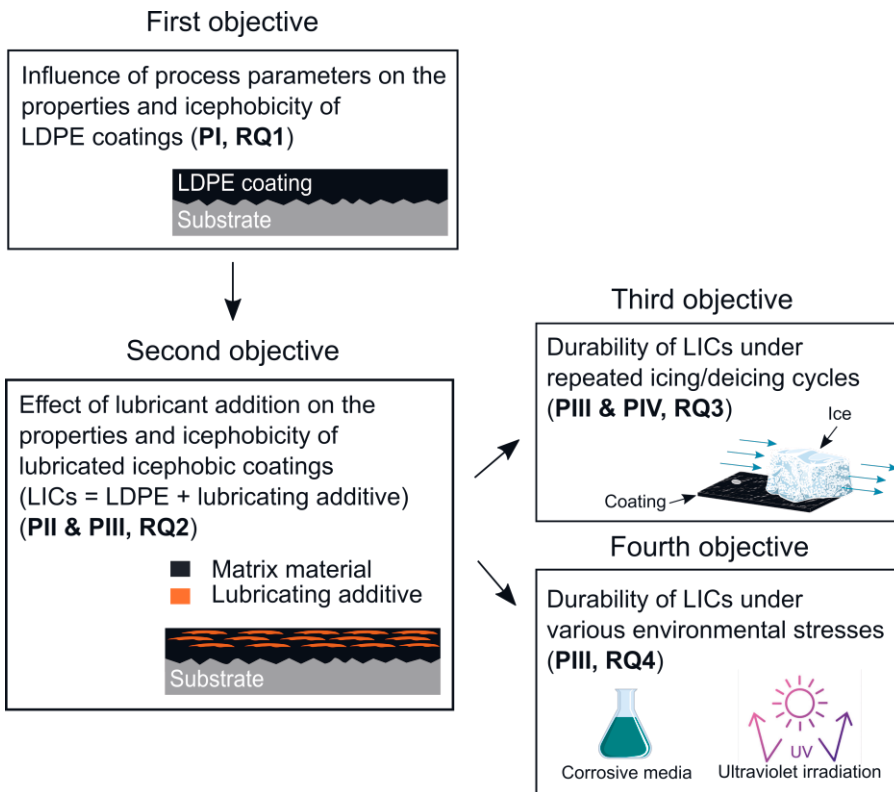 First objective
Influence of process parameters on the
properties and icephobicity of
LDPE coatings (PI, RQ1)
LDPE coating
Substrate
Second objective
Effect of lubricant addition on the
properties and icephobicity of
lubricated icephobic coatings
(LICs = LDPE + lubricating additive)
(PII & PIII, RQ2)
Matrix material
Lubricating additive
Substrate
Third objective
Durability of LICs under
repeated icing/deicing cycles
(PIII & PIV, RQ3)
Ice
Coating
Fourth objective
Durability of LICs under
various environmental stresses
(PIII, RQ4)
UV
Corrosive media
Ultraviolet irradiation